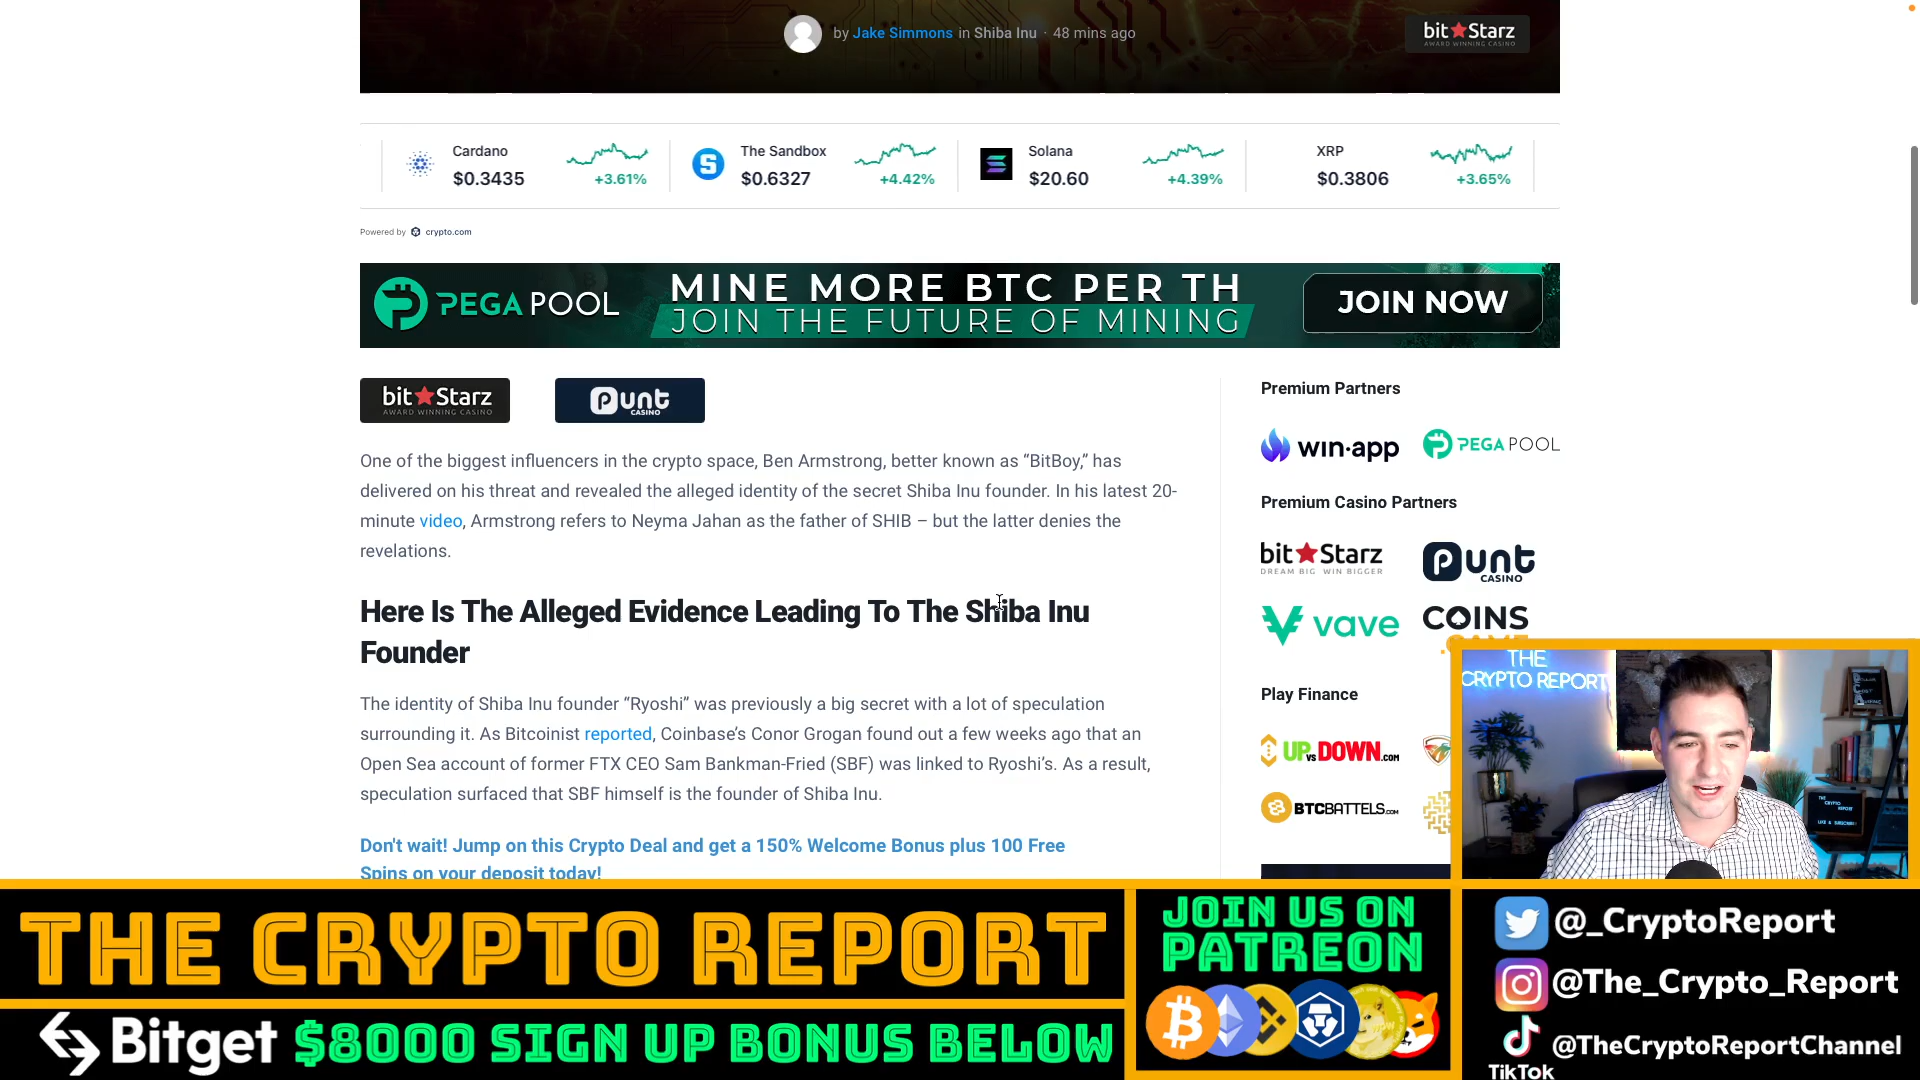 by Jake Simmons in Shiba Inu · 48 mins ago
bit★Starz
AWARD WINNING CASINO
Cardano
$0.3435
+3.61%
The Sandbox
$0.6327
+4.42%
Solana
$20.60
+4.39%
XRP
$0.3806
+3.65%
Powered by crypto.com
PEGA POOL
MINE MORE BTC PER TH
JOIN THE FUTURE OF MINING
JOIN NOW
bit★Starz
AWARD WINNING CASINO
Punt
CASINO
One of the biggest influencers in the crypto space, Ben Armstrong, better known as “BitBoy,” has
delivered on his threat and revealed the alleged identity of the secret Shiba Inu founder. In his latest 20-
minute video, Armstrong refers to Neyma Jahan as the father of SHIB – but the latter denies the
revelations.
Here Is The Alleged Evidence Leading To The Shiba Inu
Founder
The identity of Shiba Inu founder “Ryoshi” was previously a big secret with a lot of speculation
surrounding it. As Bitcoinist reported, Coinbase’s Conor Grogan found out a few weeks ago that an
Open Sea account of former FTX CEO Sam Bankman-Fried (SBF) was linked to Ryoshi’s. As a result,
speculation surfaced that SBF himself is the founder of Shiba Inu.
Don't wait! Jump on this Crypto Deal and get a 150% Welcome Bonus plus 100 Free
Spins on your deposit today!
Premium Partners
win·app
PEGA POOL
Premium Casino Partners
bit★Starz
DREAM BIG WIN BIGGER
Punt
CASINO
vave
COINS
.GAME
Play Finance
UPvsDOWN.com
BTCBATTELS.com
THE
CRYPTO REPORT
THE CRYPTO REPORT
Bitget $8000 SIGN UP BONUS BELOW
JOIN US ON
PATREON
@_CryptoReport
@The_Crypto_Report
@TheCryptoReportChannel
TikTok